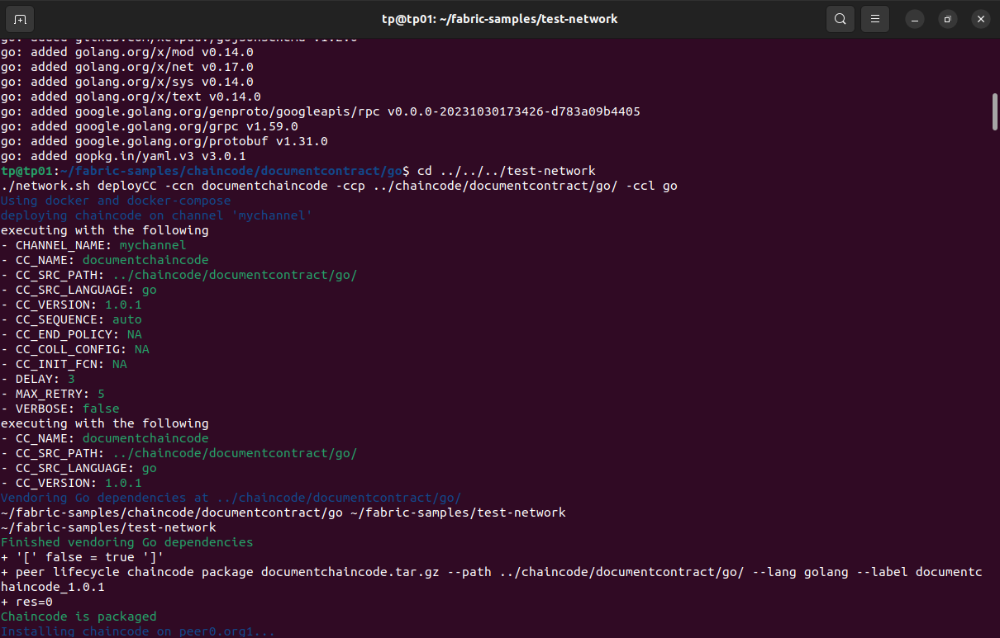 tp@tp01: ~/fabric-samples/test-network
go: added golang.org/x/mod v0.14.0
go: added golang.org/x/net v0.17.0
go: added golang.org/x/sys v0.14.0
go: added golang.org/x/text v0.14.0
go: added google.golang.org/genproto/googleapis/rpc v0.0.0-20231030173426-d783a09b4405
go: added google.golang.org/grpc v1.59.0
go: added google.golang.org/protobuf v1.31.0
go: added gopkg.in/yaml.v3 v3.0.1
tp@tp01:~/fabric-samples/chaincode/documentcontract/go$ cd ../../../test-network
./network.sh deployCC -ccn documentchaincode -ccp ../chaincode/documentcontract/go/ -ccl go
Using docker and docker-compose
deploying chaincode on channel 'mychannel'
executing with the following
- CHANNEL_NAME: mychannel
- CC_NAME: documentchaincode
- CC_SRC_PATH: ../chaincode/documentcontract/go/
- CC_SRC_LANGUAGE: go
- CC_VERSION: 1.0.1
- CC_SEQUENCE: auto
- CC_END_POLICY: NA
- CC_COLL_CONFIG: NA
- CC_INIT_FCN: NA
- DELAY: 3
- MAX_RETRY: 5
- VERBOSE: false
executing with the following
- CC_NAME: documentchaincode
- CC_SRC_PATH: ../chaincode/documentcontract/go/
- CC_SRC_LANGUAGE: go
- CC_VERSION: 1.0.1
Vendoring Go dependencies at ../chaincode/documentcontract/go/
~/fabric-samples/chaincode/documentcontract/go ~/fabric-samples/test-network
~/fabric-samples/test-network
Finished vendoring Go dependencies
+ '[' false = true ']'
+ peer lifecycle chaincode package documentchaincode.tar.gz --path ../chaincode/documentcontract/go/ --lang golang --label documentc
haincode_1.0.1
+ res=0
Chaincode is packaged
Installing chaincode on peer0.org1...